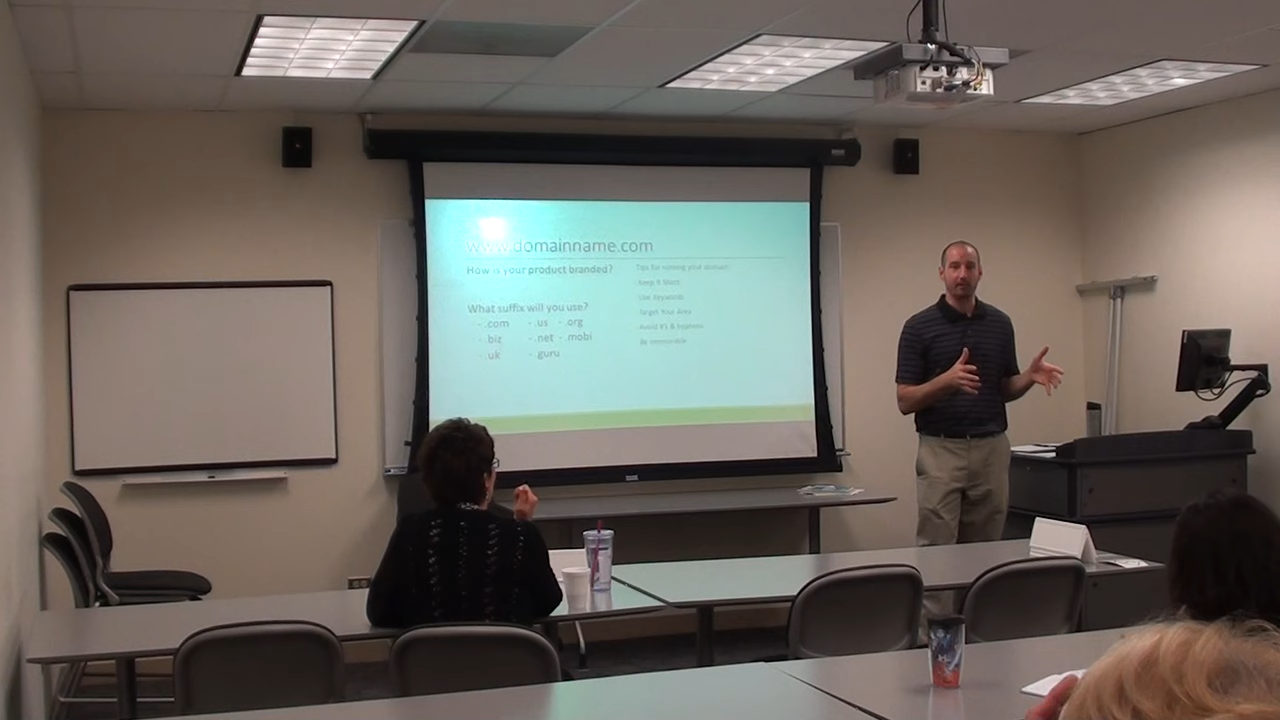 www.domainname.com
How is your product branded?
What suffix will you use?
- .com - .us - .org
- .biz - .net - .mobi
- .uk - .guru
Tips for naming your domain:
Keep it Short
Use Keywords
Target Your Area
Avoid #'s & hyphens
Be memorable